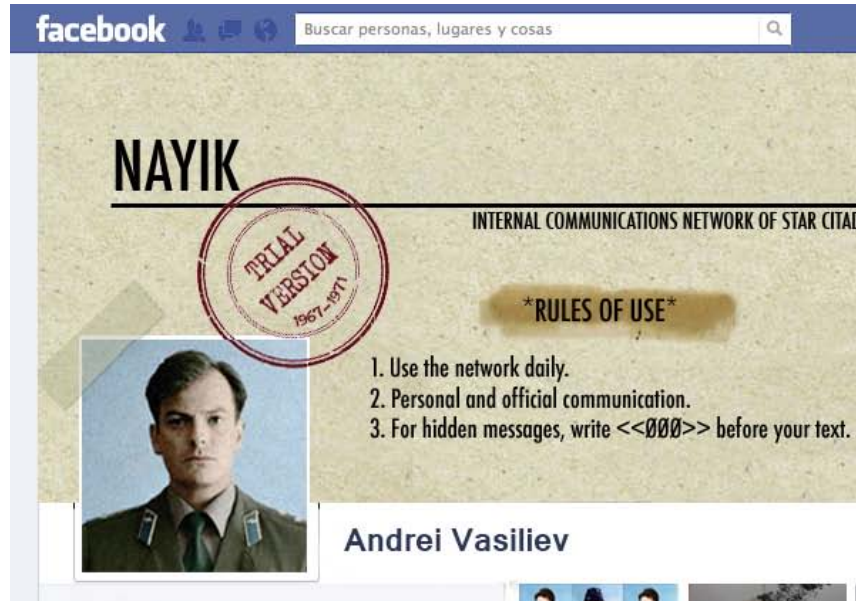 facebook
Buscar personas, lugares y cosas
NAYIK
INTERNAL COMMUNICATIONS NETWORK OF STAR
TRIAL
VERSION
1967-1971
*RULES OF USE*
1. Use the network daily.
2. Personal and official communication.
3. For hidden messages, write <<ØØØ>> before your text.
Andrei Vasiliev